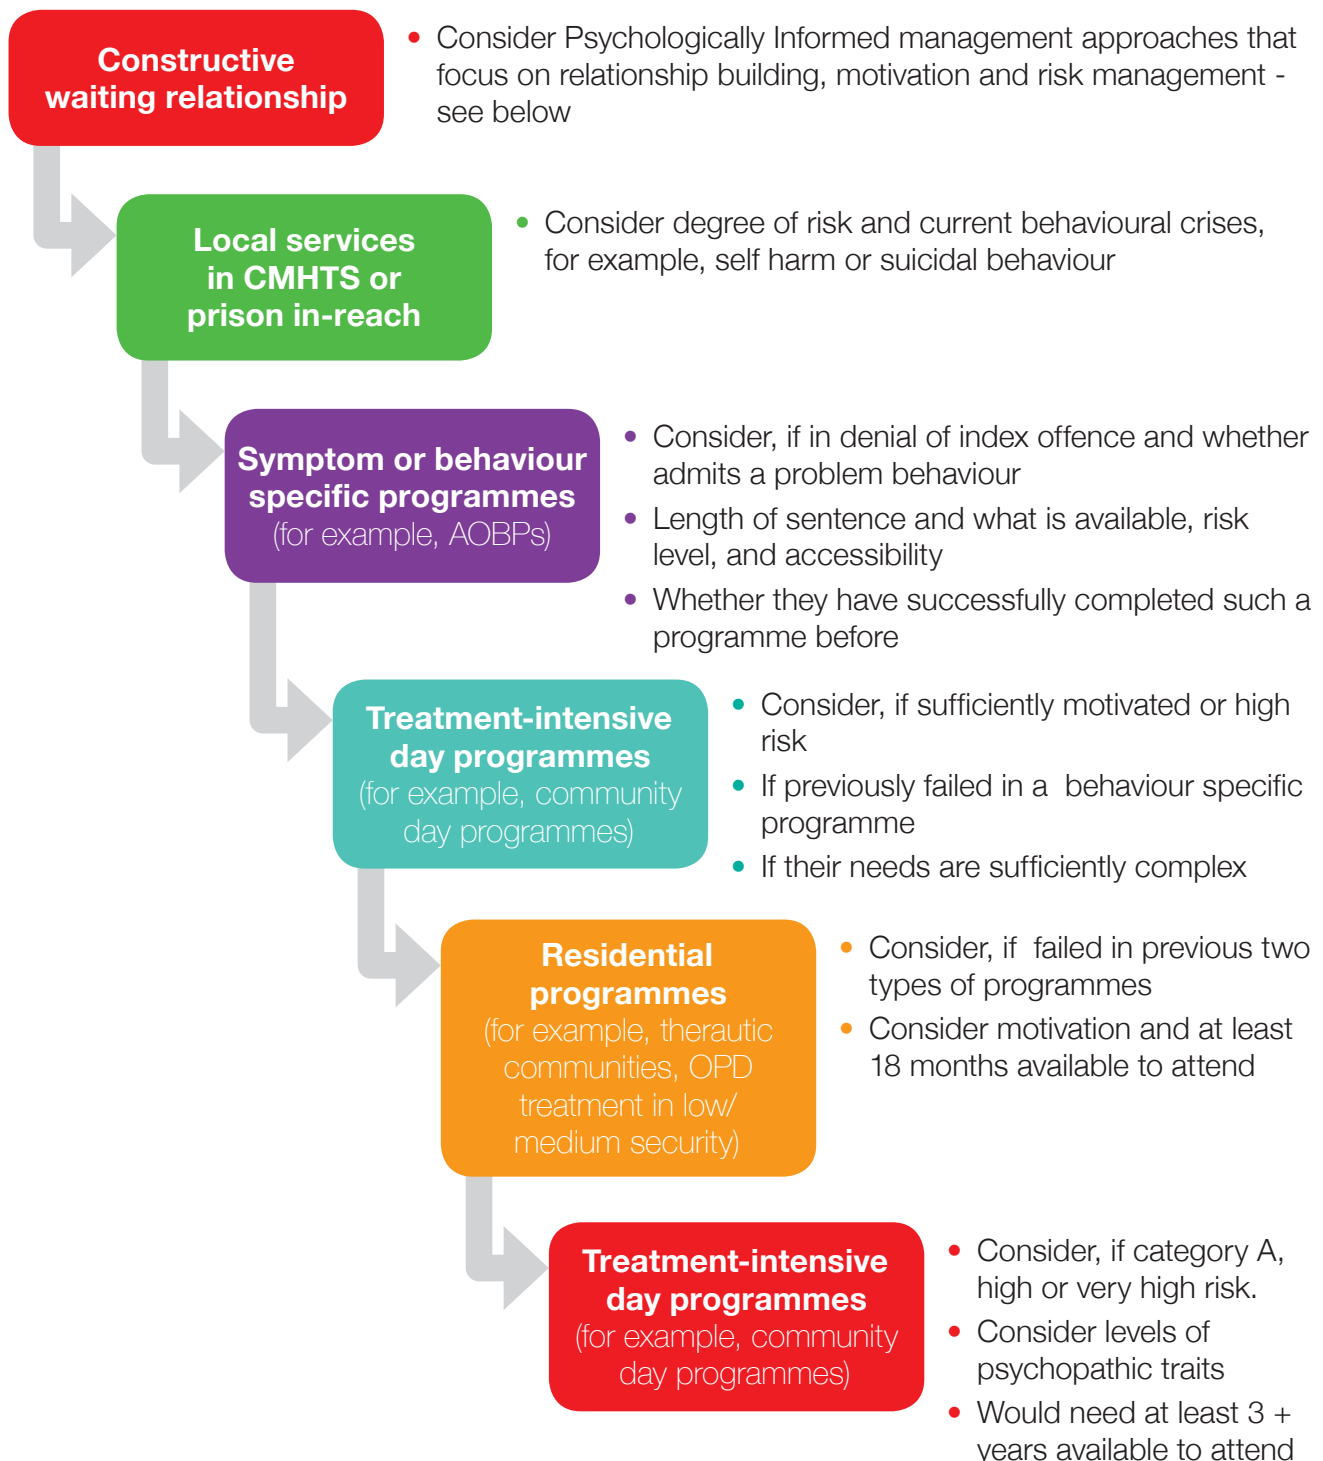 Constructive
waiting relationship
• Consider Psychologically Informed management approaches that
focus on relationship building, motivation and risk management -
see below
Local services
in CMHTS or
prison in-reach
• Consider degree of risk and current behavioural crises,
for example, self harm or suicidal behaviour
Symptom or behaviour
specific programmes
(for example, AOBPs)
• Consider, if in denial of index offence and whether
admits a problem behaviour
• Length of sentence and what is available, risk
level, and accessibility
• Whether they have successfully completed such a
programme before
Treatment-intensive
day programmes
(for example, community
day programmes)
• Consider, if sufficiently motivated or high
risk
• If previously failed in a behaviour specific
programme
• If their needs are sufficiently complex
Residential
programmes
(for example, therautic
communities, OPD
treatment in low/
medium security)
• Consider, if failed in previous two
types of programmes
• Consider motivation and at least
18 months available to attend
Treatment-intensive
day programmes
(for example, community
day programmes)
• Consider, if category A,
high or very high risk.
• Consider levels of
psychopathic traits
• Would need at least 3 +
years available to attend